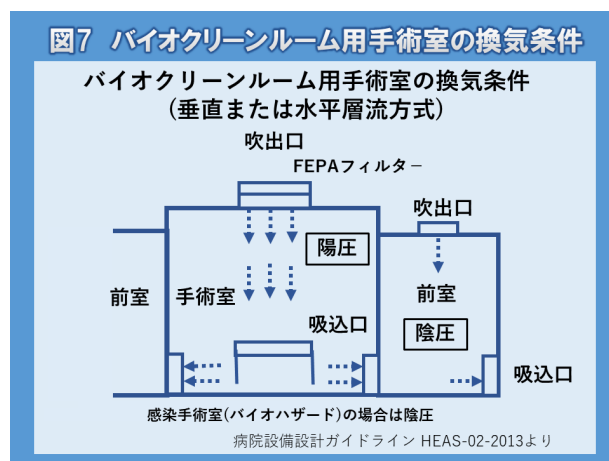 図7 バイオクリーンルーム用手術室の換気条件
バイオクリーンルーム用手術室の換気条件
(垂直または水平層流方式)
吹出口
FEPAフィルター
吹出口
陽圧
前室
手術室
前室
吸込口
陰圧
吸込口
感染手術室(バイオハザード)の場合は陰圧
病院設備設計ガイドライン HEAS-02-2013より